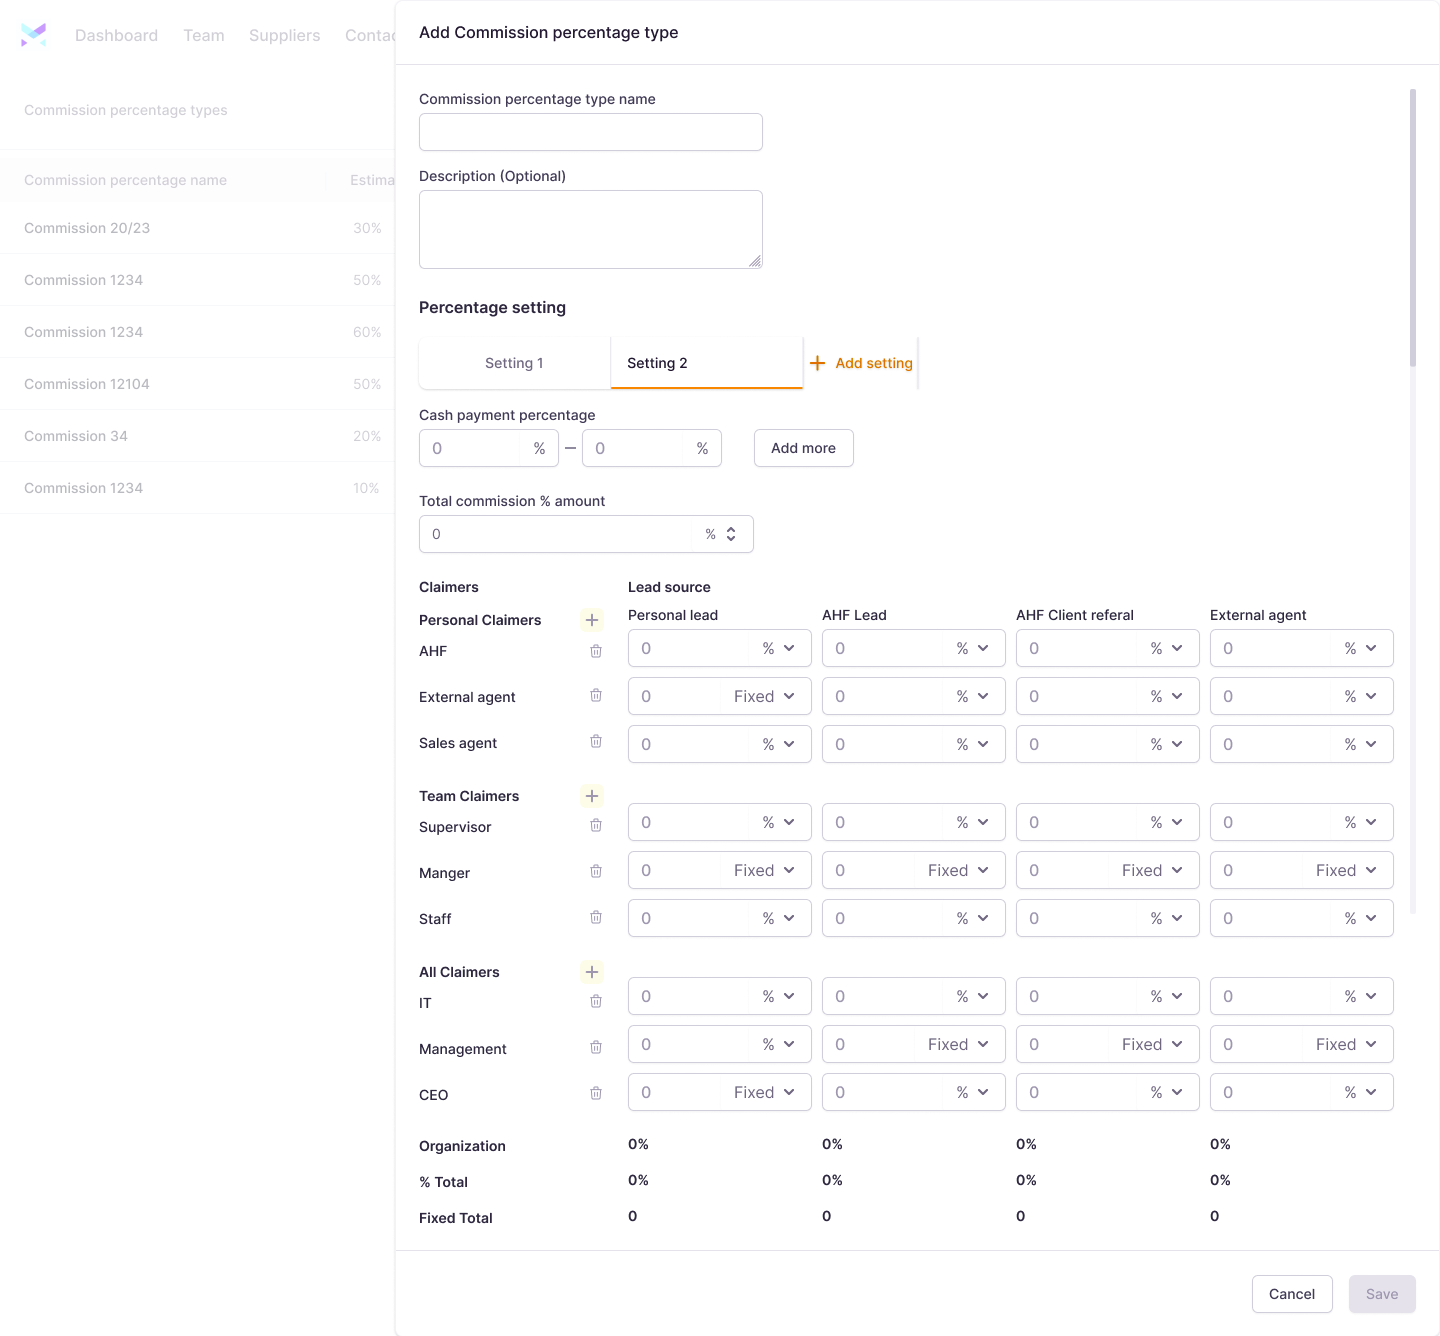 Dashboard Team Suppliers Contac
Commission percentage types
Commission percentage name Estima
Commission 20/23 30%
Commission 1234 50%
Commission 1234 60%
Commission 12104 50%
Commission 34 20%
Commission 1234 10%
Add Commission percentage type
Commission percentage type name
Description (Optional)
Percentage setting
Setting 1 Setting 2 + Add setting
Cash payment percentage
0 % – 0 % Add more
Total commission % amount
0 %
Claimers Lead source
Personal Claimers + Personal lead AHF Lead AHF Client referal External agent
AHF 0 % 0 % 0 % 0 %
External agent 0 Fixed 0 % 0 % 0 %
Sales agent 0 % 0 % 0 % 0 %
Team Claimers +
Supervisor 0 % 0 % 0 % 0 %
Manger 0 Fixed 0 Fixed 0 Fixed 0 Fixed
Staff 0 % 0 % 0 % 0 %
All Claimers +
IT 0 % 0 % 0 % 0 %
Management 0 % 0 Fixed 0 Fixed 0 Fixed
CEO 0 Fixed 0 % 0 % 0 %
Organization 0% 0% 0% 0%
% Total 0% 0% 0% 0%
Fixed Total 0 0 0 0
Cancel Save